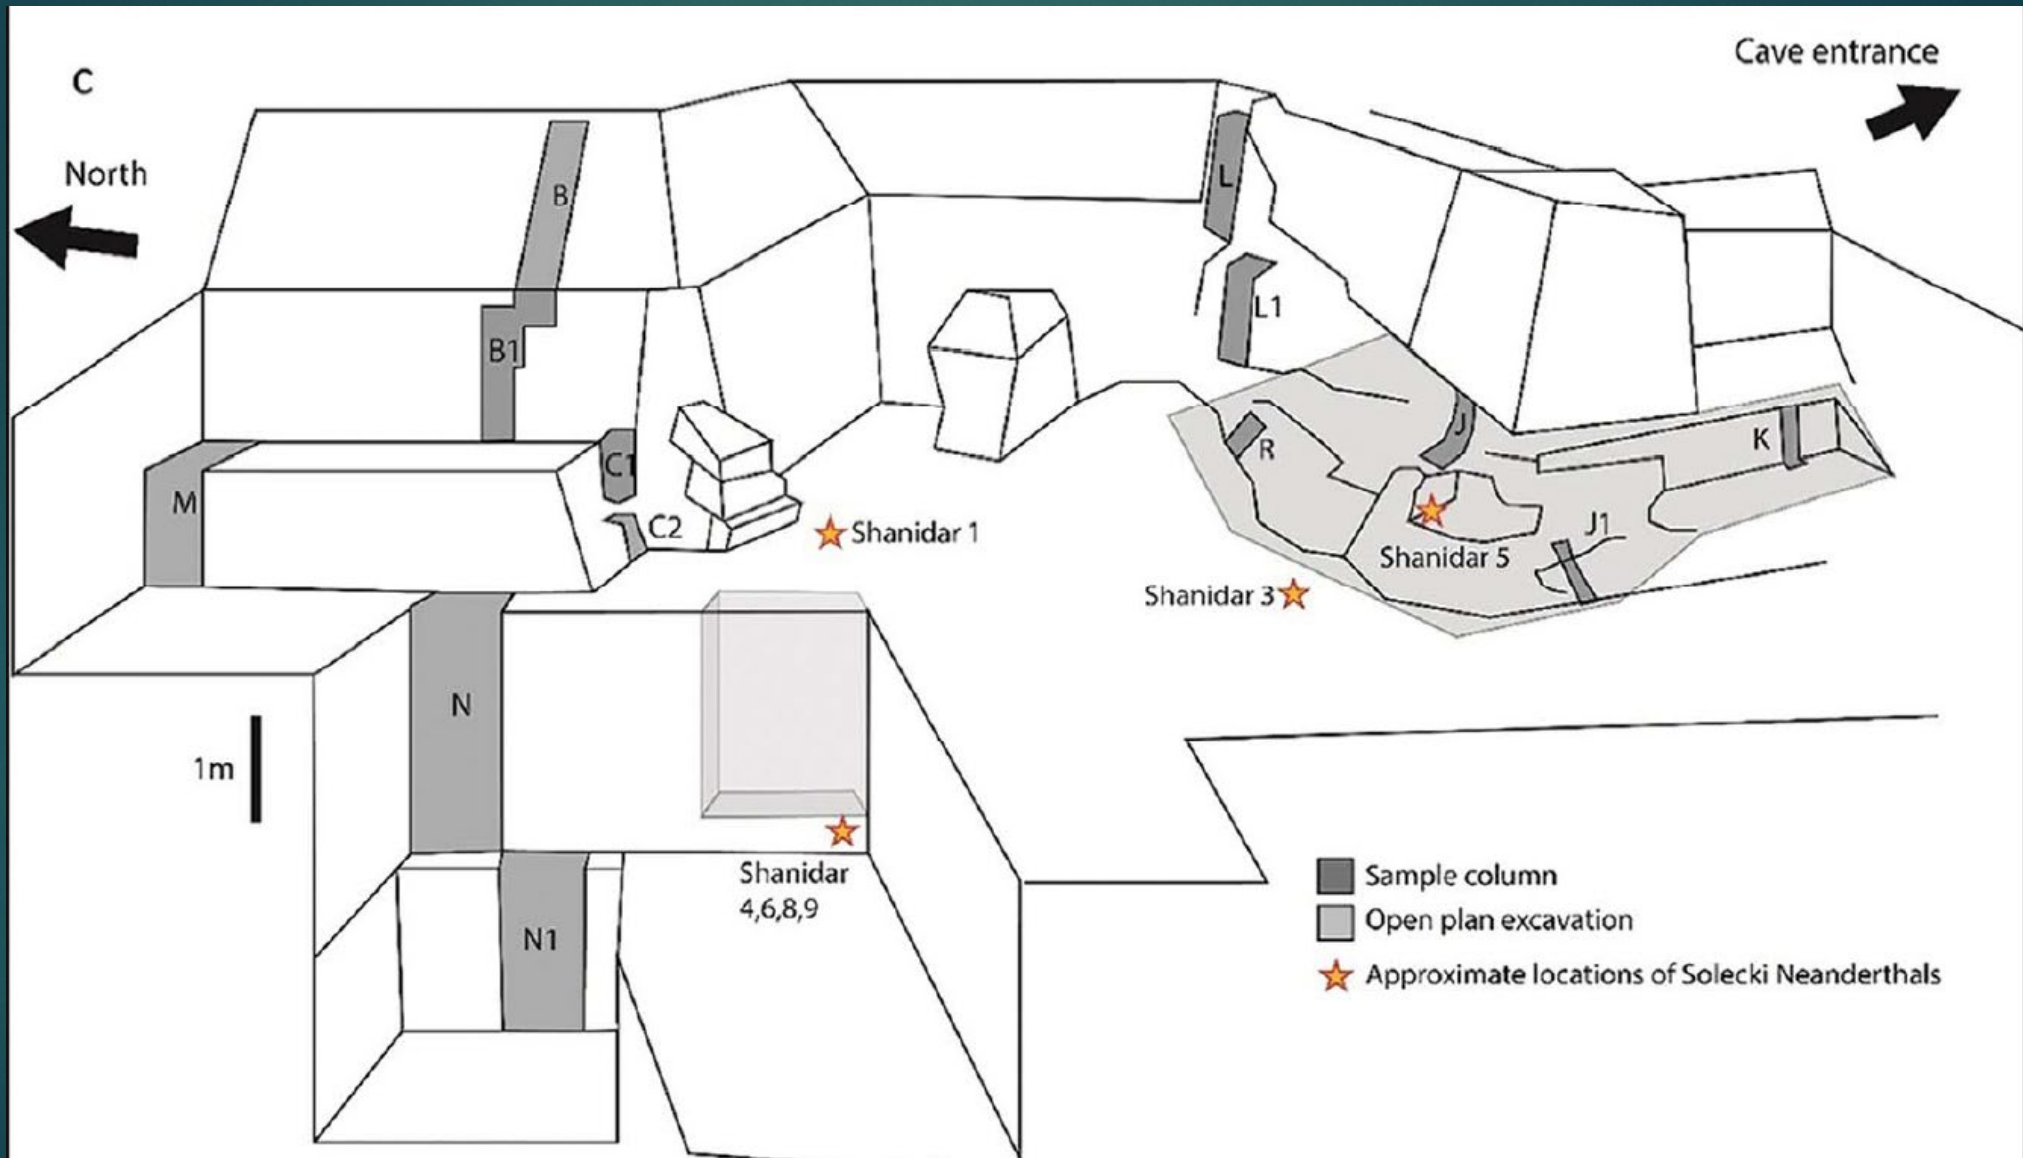 C
Cave entrance
North
B
L
L1
B1
J
R
K
C1
M
C2
Shanidar 1
J1
Shanidar 5
Shanidar 3
N
1m
Shanidar
4,6,8,9
N1
Sample column
Open plan excavation
Approximate locations of Solecki Neanderthals